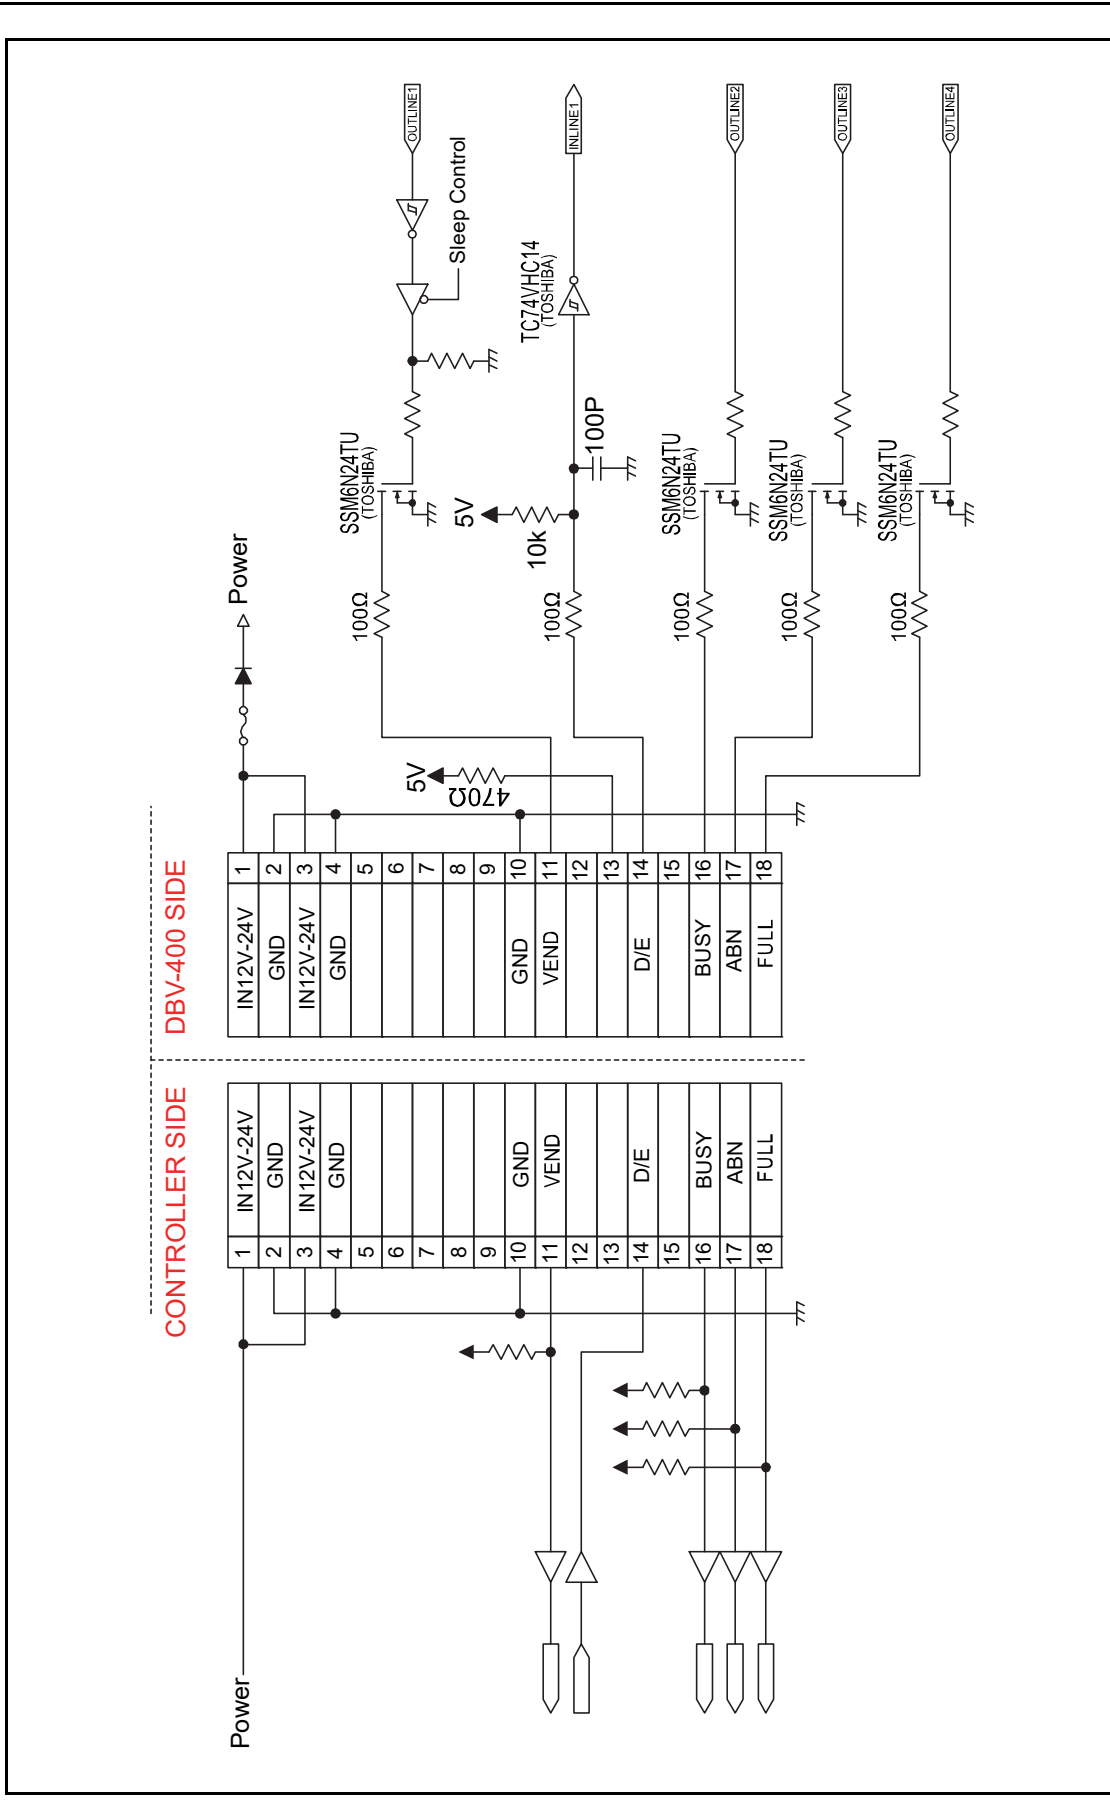 OUTLINE1
INLINE1
OUTLINE2
OUTLINE3
OUTLINE4
Sleep Control
TC74VHC14
(TOSHIBA)
100P
SSM6N24TU
(TOSHIBA)
SSM6N24TU
(TOSHIBA)
SSM6N24TU
(TOSHIBA)
SSM6N24TU
(TOSHIBA)
5V
10k
Power
100Ω
100Ω
100Ω
100Ω
100Ω
5V
470Ω
DBV-400 SIDE
1 IN12V-24V
2 GND
3 IN12V-24V
4 GND
5
6
7
8
9
10 GND
11 VEND
12
13
14 D/E
15
16 BUSY
17 ABN
18 FULL
CONTROLLER SIDE
IN12V-24V 1
GND 2
IN12V-24V 3
GND 4
5
6
7
8
9
GND 10
VEND 11
12
13
D/E 14
15
BUSY 16
ABN 17
FULL 18
Power